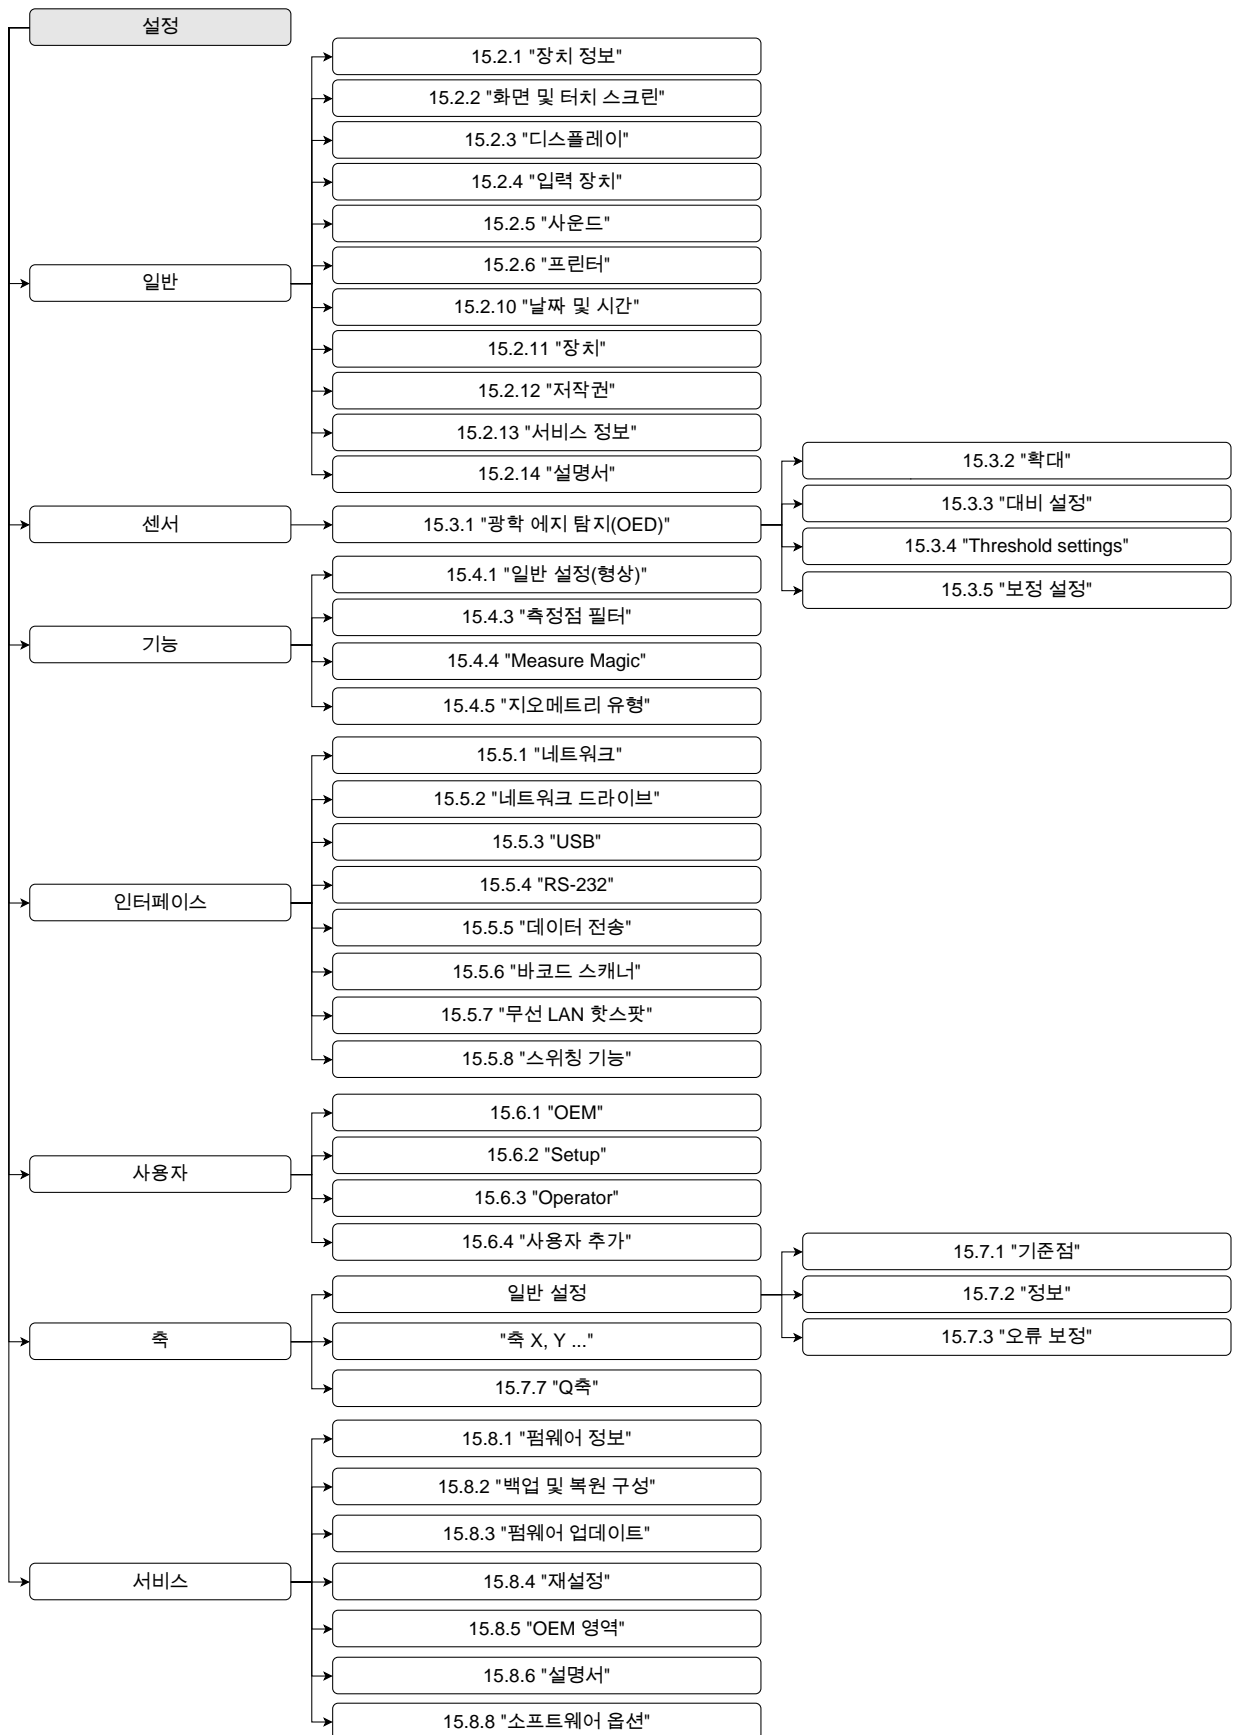 설정
일반
15.2.1 "장치 정보"
15.2.2 "화면 및 터치 스크린"
15.2.3 "디스플레이"
15.2.4 "입력 장치"
15.2.5 "사운드"
15.2.6 "프린터"
15.2.10 "날짜 및 시간"
15.2.11 "장치"
15.2.12 "저작권"
15.2.13 "서비스 정보"
15.2.14 "설명서"
센서
15.3.1 "광학 에지 탐지(OED)"
15.3.2 "확대"
15.3.3 "대비 설정"
15.3.4 "Threshold settings"
15.3.5 "보정 설정"
기능
15.4.1 "일반 설정(형상)"
15.4.3 "측정점 필터"
15.4.4 "Measure Magic"
15.4.5 "지오메트리 유형"
인터페이스
15.5.1 "네트워크"
15.5.2 "네트워크 드라이브"
15.5.3 "USB"
15.5.4 "RS-232"
15.5.5 "데이터 전송"
15.5.6 "바코드 스캐너"
15.5.7 "무선 LAN 핫스팟"
15.5.8 "스위칭 기능"
사용자
15.6.1 "OEM"
15.6.2 "Setup"
15.6.3 "Operator"
15.6.4 "사용자 추가"
축
일반 설정
15.7.1 "기준점"
15.7.2 "정보"
15.7.3 "오류 보정"
"축 X, Y ..."
15.7.7 "Q축"
서비스
15.8.1 "펌웨어 정보"
15.8.2 "백업 및 복원 구성"
15.8.3 "펌웨어 업데이트"
15.8.4 "재설정"
15.8.5 "OEM 영역"
15.8.6 "설명서"
15.8.8 "소프트웨어 옵션"